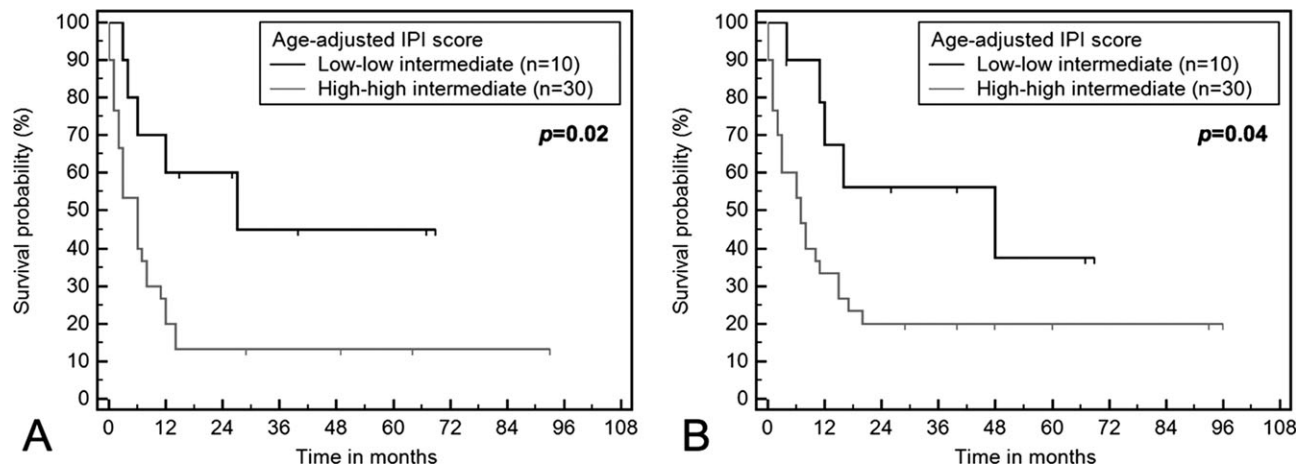 Age-adjusted IPI score
Low-low intermediate (n=10)
High-high intermediate (n=30)
p=0.02
Survival probability (%)
100
90
80
70
60
50
40
30
20
10
0
0 12 24 36 48 60 72 84 96 108
Time in months
A
Age-adjusted IPI score
Low-low intermediate (n=10)
High-high intermediate (n=30)
p=0.04
Survival probability (%)
100
90
80
70
60
50
40
30
20
10
0
0 12 24 36 48 60 72 84 96 108
Time in months
B